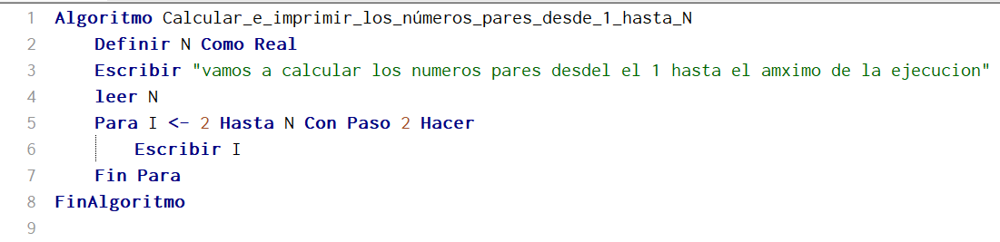 1 Algoritmo Calcular_e_imprimir_los_números_pares_desde_1_hasta_N
2 Definir N Como Real
3 Escribir "vamos a calcular los numeros pares desdel el 1 hasta el amximo de la ejecucion"
4 leer N
5 Para I <- 2 Hasta N Con Paso 2 Hacer
6 Escribir I
7 Fin Para
8 FinAlgoritmo
9